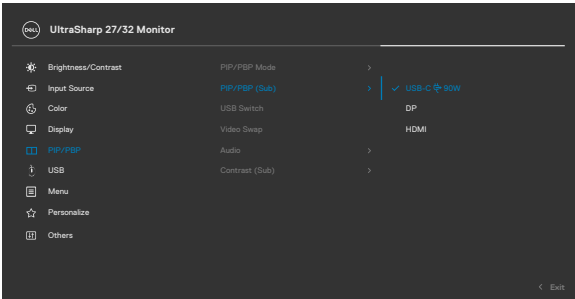 DELL UltraSharp 27/32 Monitor
Brightness/Contrast PIP/PBP Mode
Input Source PIP/PBP (Sub) USB-C 90W
Color USB Switch DP
Display Video Swap HDMI
PIP/PBP Audio
USB Contrast (Sub)
Menu
Personalize
Others
Exit